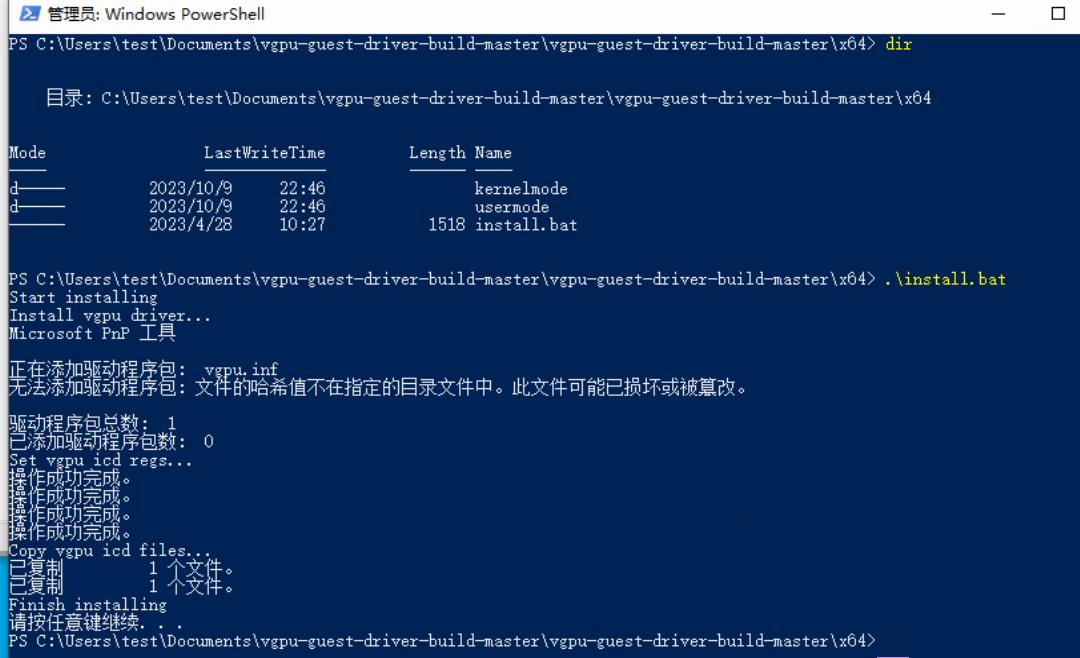 管理员: Windows PowerShell
PS C:\Users\test\Documents\vgpu-guest-driver-build-master\vgpu-guest-driver-build-master\x64> dir
目录: C:\Users\test\Documents\vgpu-guest-driver-build-master\vgpu-guest-driver-build-master\x64
Mode LastWriteTime Length Name
---- ------------- ------ ----
d----- 2023/10/9 22:46 kernelmode
d----- 2023/10/9 22:46 usermode
------ 2023/4/28 10:27 1518 install.bat
PS C:\Users\test\Documents\vgpu-guest-driver-build-master\vgpu-guest-driver-build-master\x64> .\install.bat
Start installing
Install vgpu driver...
Microsoft PnP 工具
正在添加驱动程序包: vgpu.inf
无法添加驱动程序包: 文件的哈希值不在指定的目录文件中。此文件可能已损坏或被篡改。
驱动程序包总数: 1
已添加驱动程序包数: 0
Set vgpu icd regs...
操作成功完成。
操作成功完成。
操作成功完成。
操作成功完成。
Copy vgpu icd files...
已复制 1 个文件。
已复制 1 个文件。
Finish installing
请按任意键继续. . .
PS C:\Users\test\Documents\vgpu-guest-driver-build-master\vgpu-guest-driver-build-master\x64>